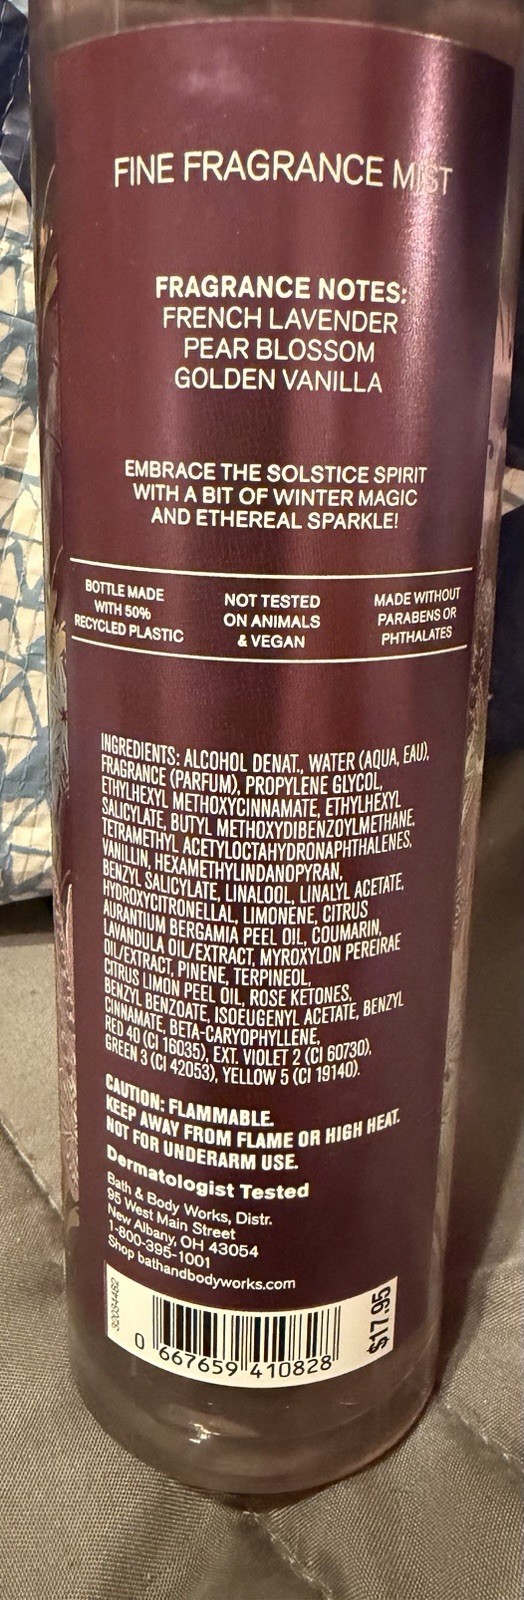 FINE FRAGRANCE MIST
FRAGRANCE NOTES:
FRENCH LAVENDER
PEAR BLOSSOM
GOLDEN VANILLA
EMBRACE THE SOLSTICE SPIRIT
WITH A BIT OF WINTER MAGIC
AND ETHEREAL SPARKLE!
BOTTLE MADE
WITH 50%
RECYCLED PLASTIC
NOT TESTED
ON ANIMALS
& VEGAN
MADE WITHOUT
PARABENS OR
PHTHALATES
INGREDIENTS: ALCOHOL DENAT., WATER (AQUA, EAU),
FRAGRANCE (PARFUM), PROPYLENE GLYCOL,
ETHYLHEXYL METHOXYCINNAMATE, ETHYLHEXYL
SALICYLATE, BUTYL METHOXYDIBENZOYLMETHANE,
TETRAMETHYL ACETYLOCTAHYDRONAPHTHALENES,
VANILLIN, HEXAMETHYLINDANOPYRAN,
BENZYL SALICYLATE, LINALOOL, LINALYL ACETATE,
HYDROXYCITRONELLAL, LIMONENE, CITRUS
AURANTIUM BERGAMIA PEEL OIL, COUMARIN,
LAVANDULA OIL/EXTRACT, MYROXYLON PEREIRAE
OIL/EXTRACT, PINENE, TERPINEOL,
CITRUS LIMON PEEL OIL, ROSE KETONES,
BENZYL BENZOATE, ISOEUGENYL ACETATE, BENZYL
CINNAMATE, BETA-CARYOPHYLLENE,
RED 40 (CI 16035), EXT. VIOLET 2 (CI 60730),
GREEN 3 (CI 42053), YELLOW 5 (CI 19140).
CAUTION: FLAMMABLE.
KEEP AWAY FROM FLAME OR HIGH HEAT.
NOT FOR UNDERARM USE.
Dermatologist Tested
Bath & Body Works, Distr.
95 West Main Street
New Albany, OH 43054
1-800-395-1001
Shop bathandbodyworks.com
0 667659 410828
$17.95